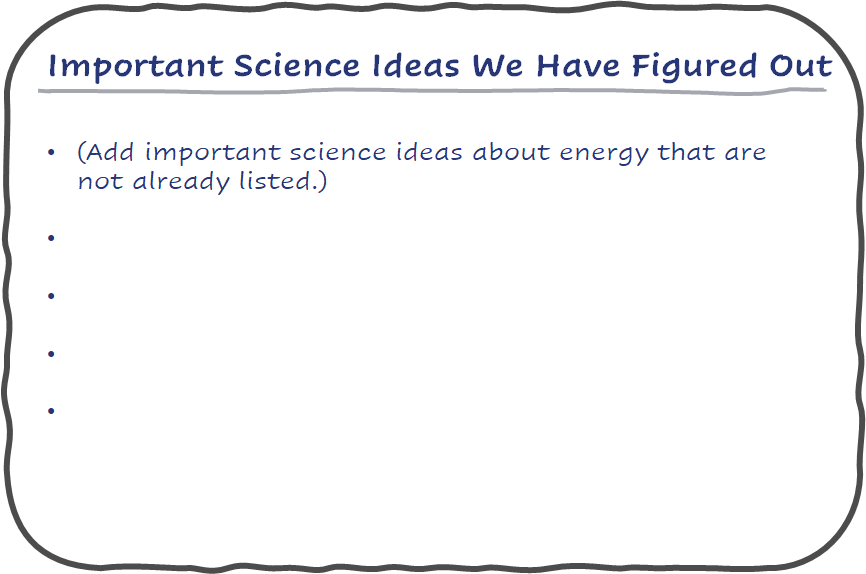 Important Science Ideas We Have Figured Out
• (Add important science ideas about energy that are
not already listed.)
•
•
•
•